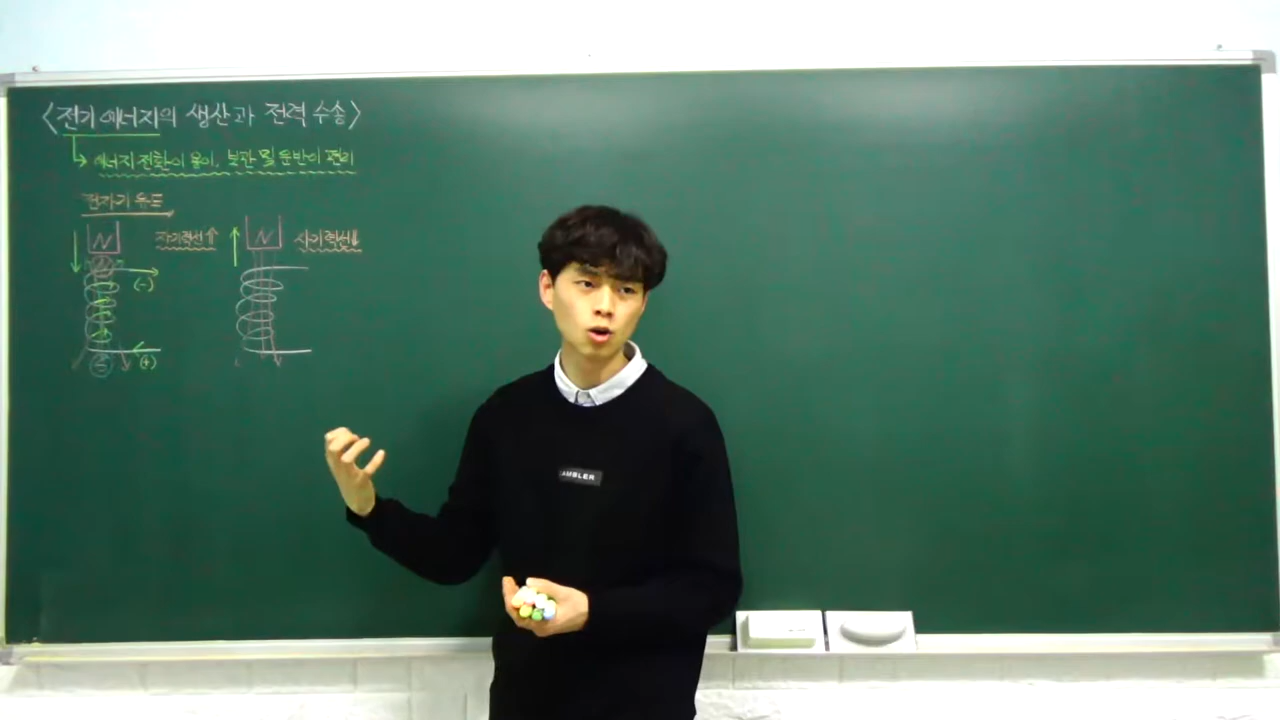 <전기 에너지의 생산과 전력 수송>
에너지 전환이 용이, 보관 및 운반이 편리
전자기 유도
N 자기력선↑ N 자기력선↓
(-)
(+)
AMBLER